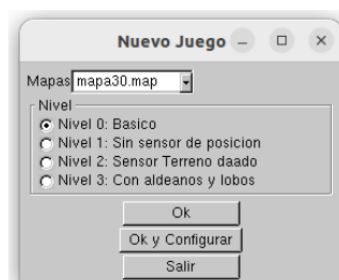 Nuevo Juego
Mapas mapa30.map
Nivel
Nivel 0: Basico
Nivel 1: Sin sensor de posicion
Nivel 2: Sensor Terreno daado
Nivel 3: Con aldeanos y lobos
Ok
Ok y Configurar
Salir